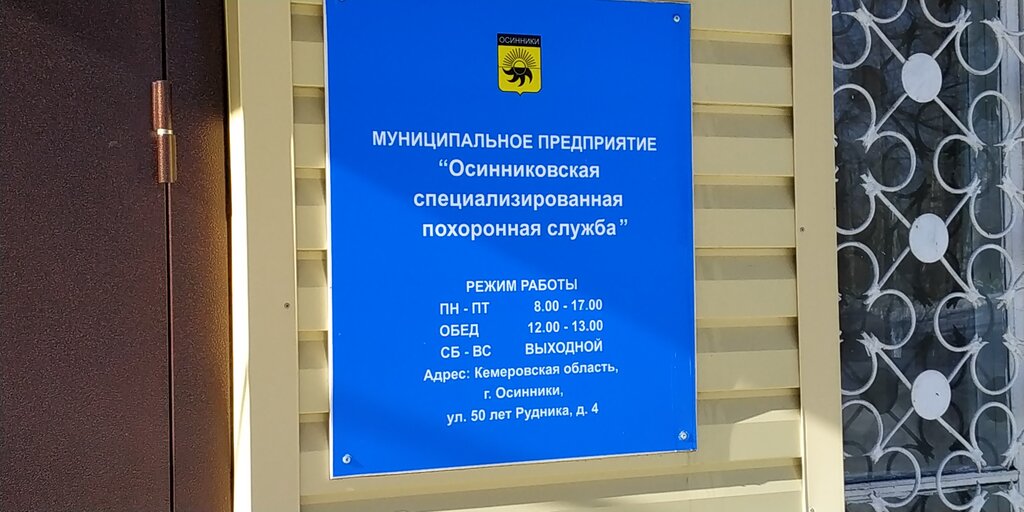 ОСИННИКИ
МУНИЦИПАЛЬНОЕ ПРЕДПРИЯТИЕ
“Осинниковская
специализированная
похоронная служба”
РЕЖИМ РАБОТЫ
ПН - ПТ 8.00 - 17.00
ОБЕД 12.00 - 13.00
СБ - ВС ВЫХОДНОЙ
Адрес: Кемеровская область,
г. Осинники,
ул. 50 лет Рудника, д. 4